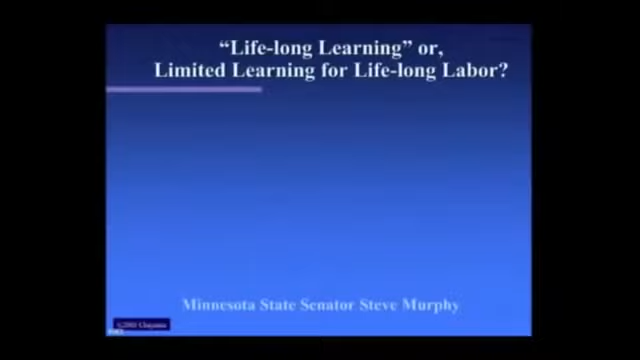 “Life-long Learning” or,
Limited Learning for Life-long Labor?
Minnesota State Senator Steve Murphy